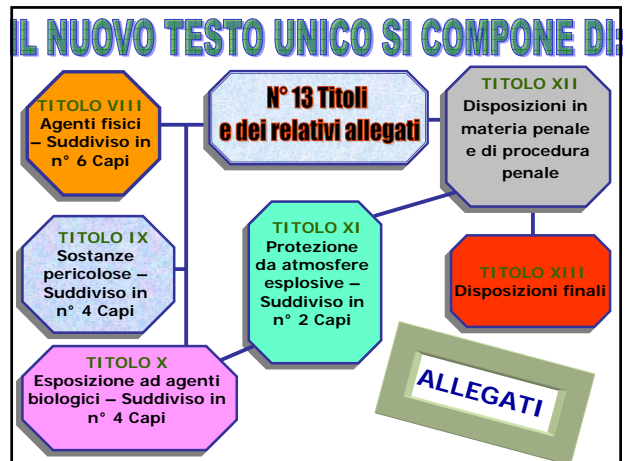 IL NUOVO TESTO UNICO SI COMPONE DI:
N° 13 Titoli
e dei relativi allegati
TITOLO VIII
Agenti fisici
– Suddiviso in
n° 6 Capi
TITOLO IX
Sostanze
pericolose –
Suddiviso in
n° 4 Capi
TITOLO X
Esposizione ad agenti
biologici – Suddiviso in
n° 4 Capi
TITOLO XI
Protezione
da atmosfere
esplosive –
Suddiviso in
n° 2 Capi
TITOLO XII
Disposizioni in
materia penale
e di procedura
penale
TITOLO XIII
Disposizioni finali
ALLEGATI